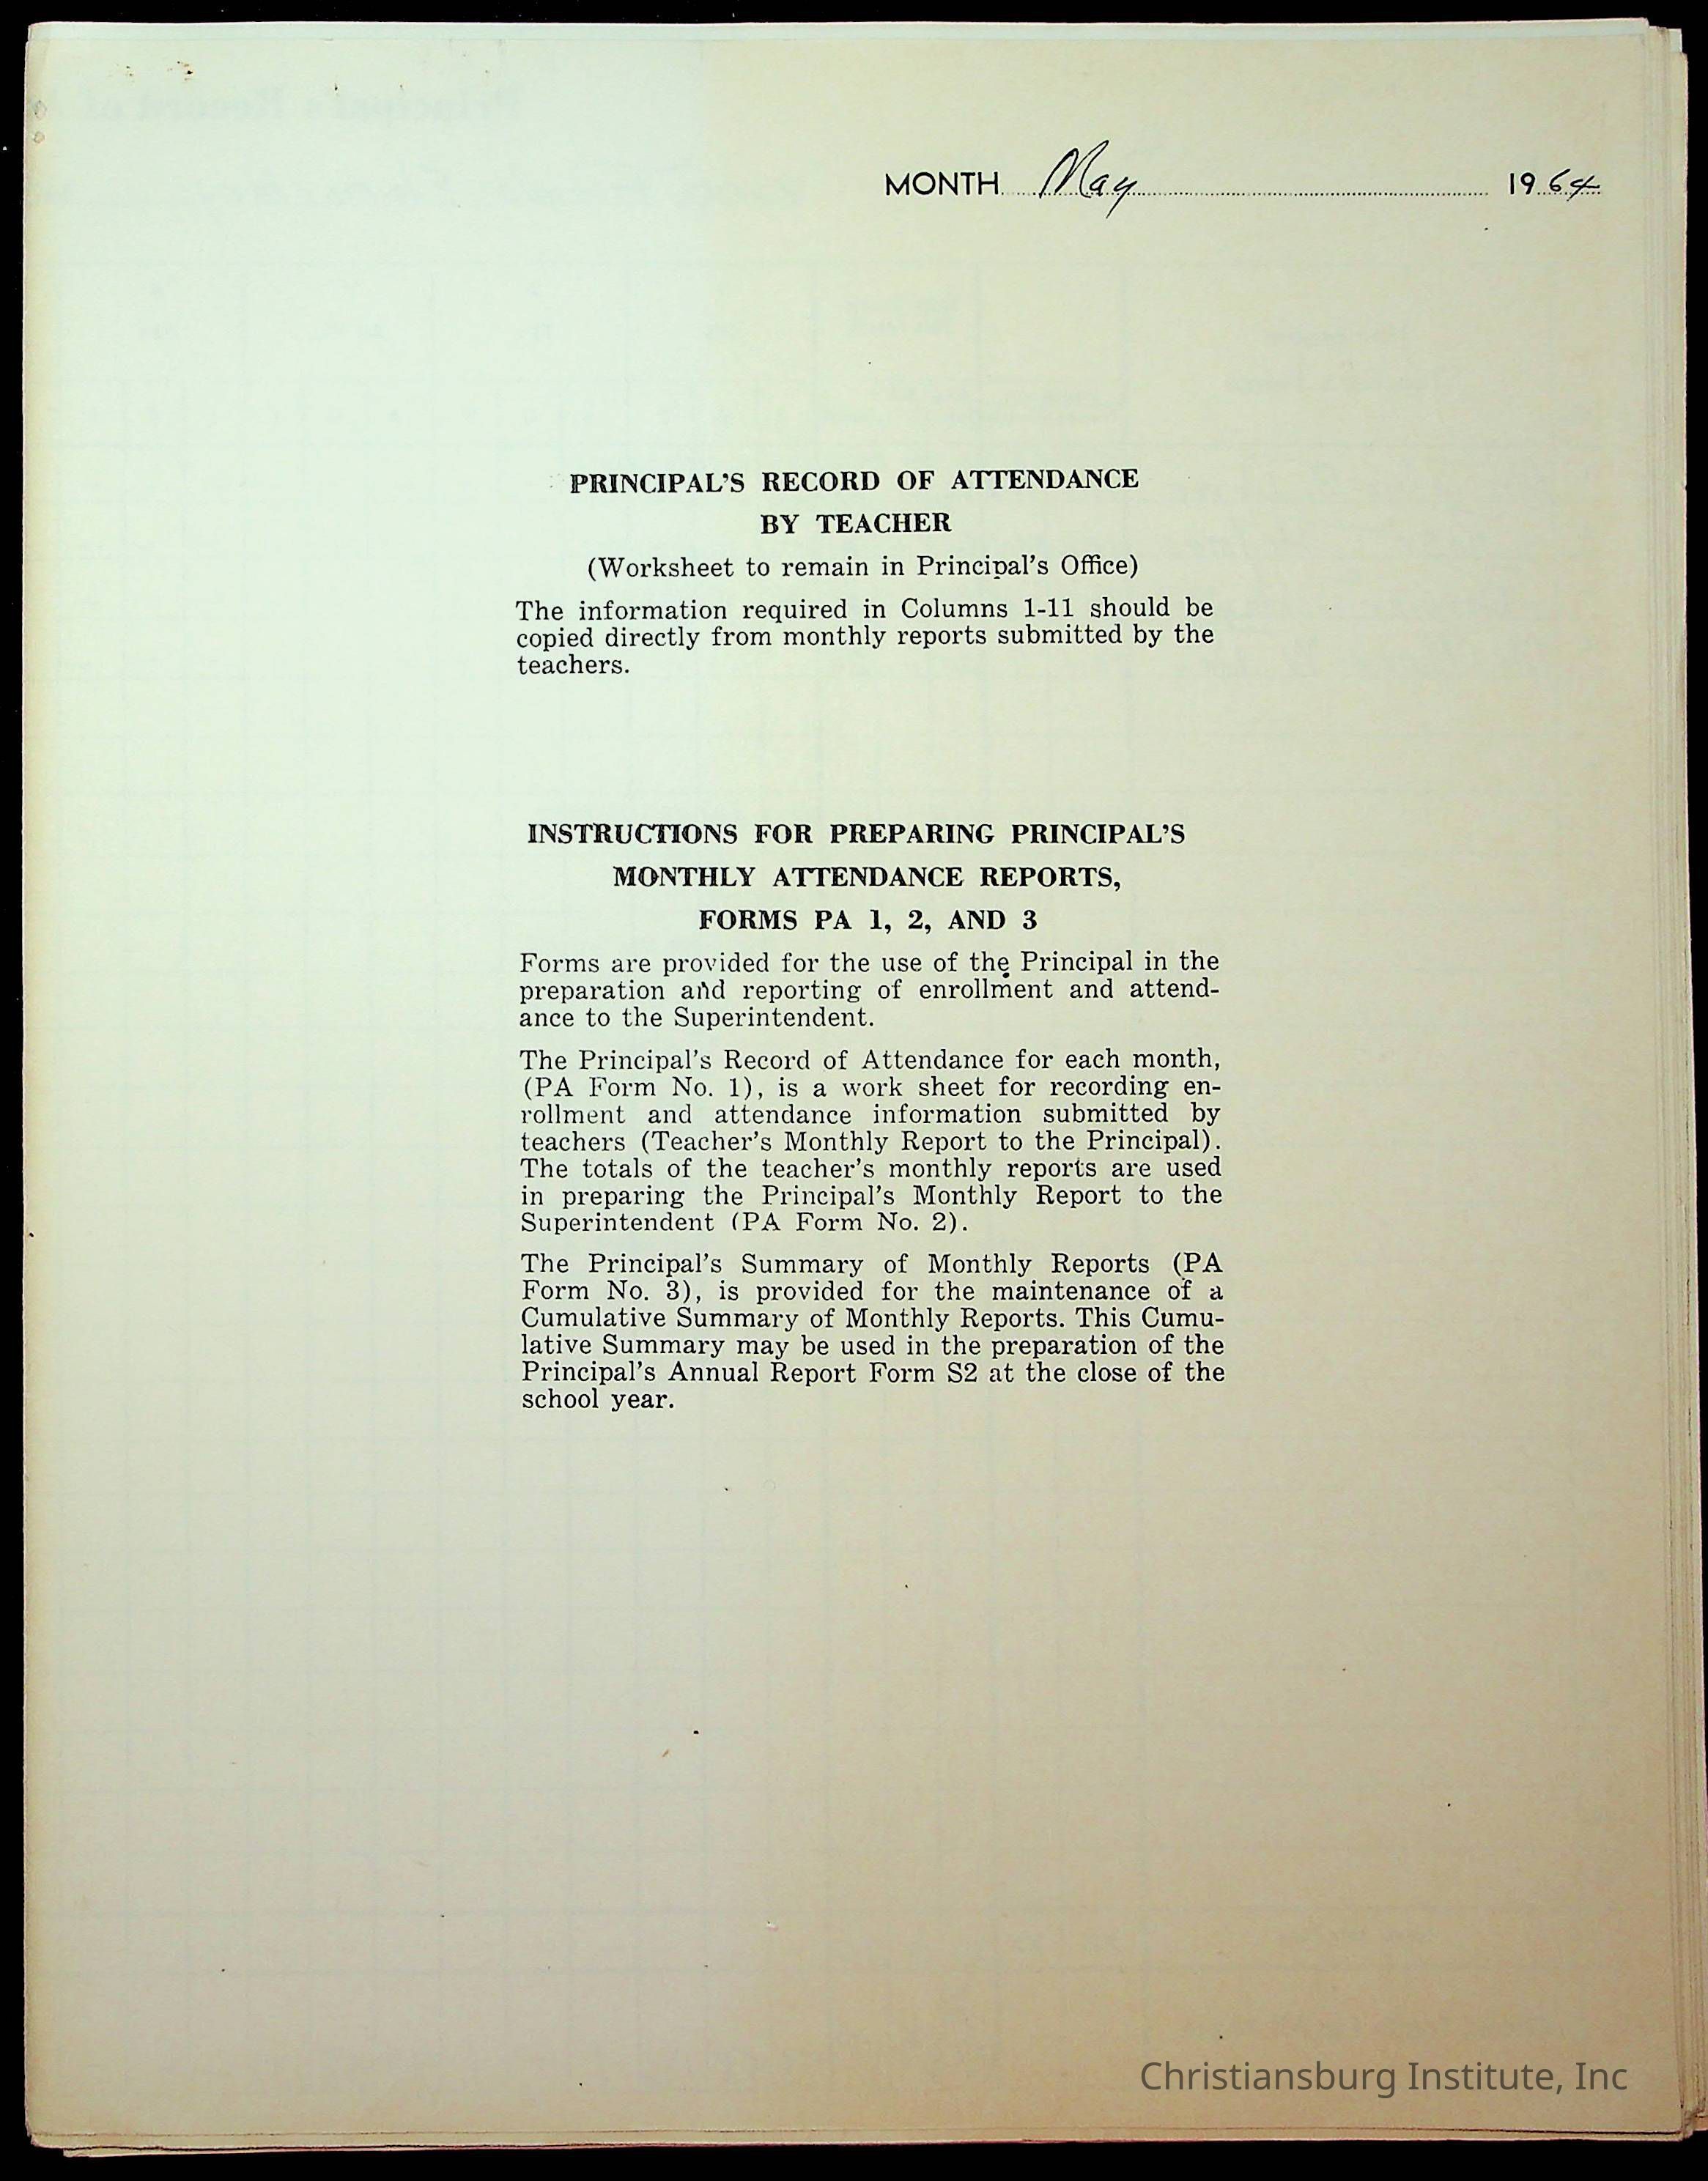 MONTH May 1964
PRINCIPAL'S RECORD OF ATTENDANCE
BY TEACHER
(Worksheet to remain in Principal's Office)
The information required in Columns 1-11 should be
copied directly from monthly reports submitted by the
teachers.
INSTRUCTIONS FOR PREPARING PRINCIPAL'S
MONTHLY ATTENDANCE REPORTS,
FORMS PA 1, 2, AND 3
Forms are provided for the use of the Principal in the
preparation and reporting of enrollment and attend-
ance to the Superintendent.
The Principal's Record of Attendance for each month,
(PA Form No. 1), is a work sheet for recording en-
rollment and attendance information submitted by
teachers (Teacher's Monthly Report to the Principal).
The totals of the teacher's monthly reports are used
in preparing the Principal's Monthly Report to the
Superintendent (PA Form No. 2).
The Principal's Summary of Monthly Reports (PA
Form No. 3), is provided for the maintenance of a
Cumulative Summary of Monthly Reports. This Cumu-
lative Summary may be used in the preparation of the
Principal's Annual Report Form S2 at the close of the
school year.
Christiansburg Institute, Inc